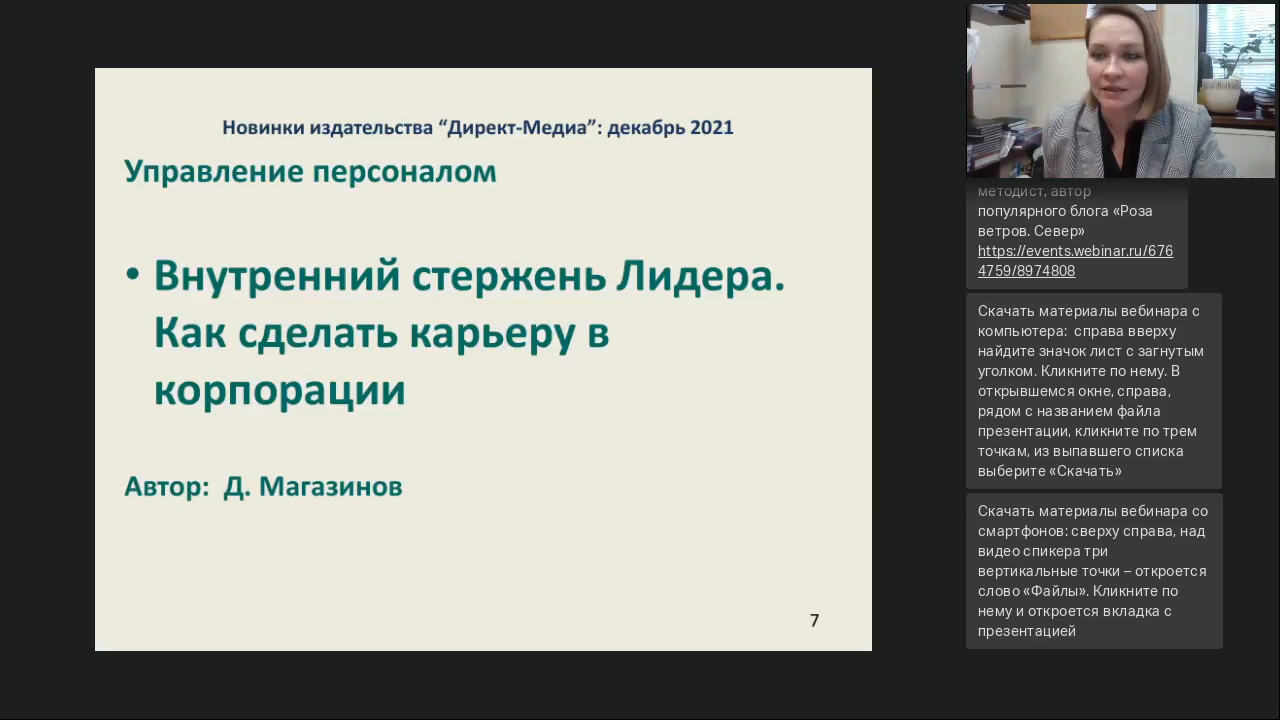 Новинки издательства “Директ-Медиа”: декабрь 2021
Управление персоналом
• Внутренний стержень Лидера.
Как сделать карьеру в
корпорации
Автор: Д. Магазинов
7
методист, автор
популярного блога «Роза
ветров. Север»
https://events.webinar.ru/676
4759/8974808
Скачать материалы вебинара с
компьютера: справа вверху
найдите значок лист с загнутым
уголком. Кликните по нему. В
открывшемся окне, справа,
рядом с названием файла
презентации, кликните по трем
точкам, из выпавшего списка
выберите «Скачать»
Скачать материалы вебинара со
смартфонов: сверху справа, над
видео спикера три
вертикальные точки – откроется
слово «Файлы». Кликните по
нему и откроется вкладка с
презентацией